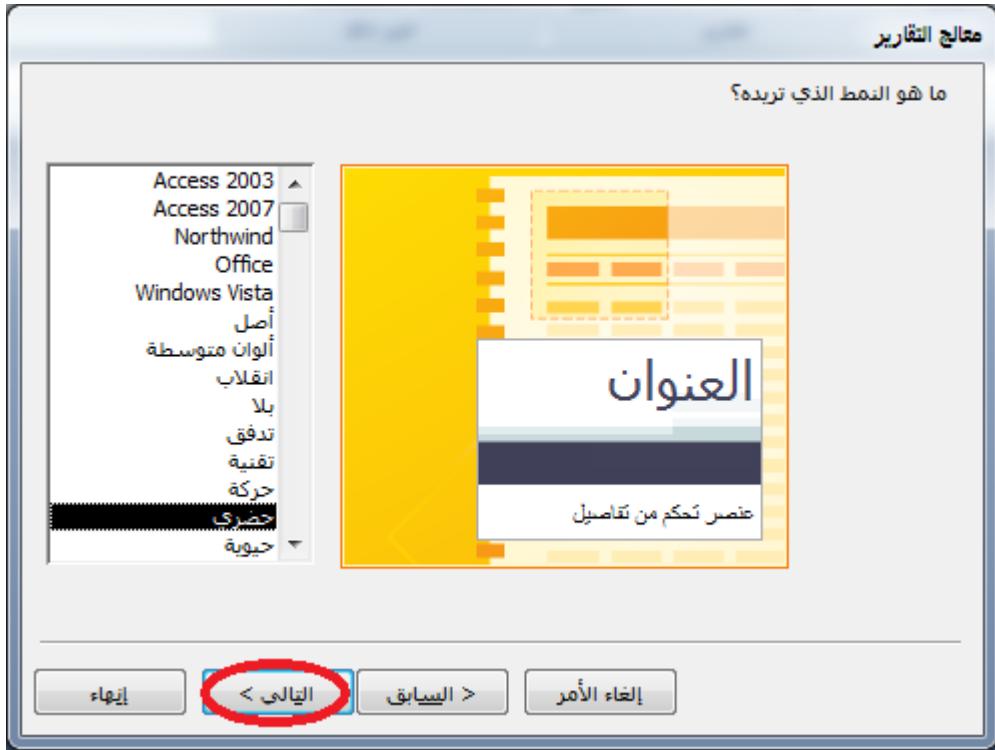 معالج التقارير
ما هو النمط الذي تريده؟
Access 2003
Access 2007
Northwind
Office
Windows Vista
أصل
ألوان متوسطة
انقلاب
بلا
تدفق
تقنية
حركة
حضري
حيوية
العنوان
عنصر تحكم من تفاصيل
إلغاء الأمر
< السابق
التالي >
إنهاء